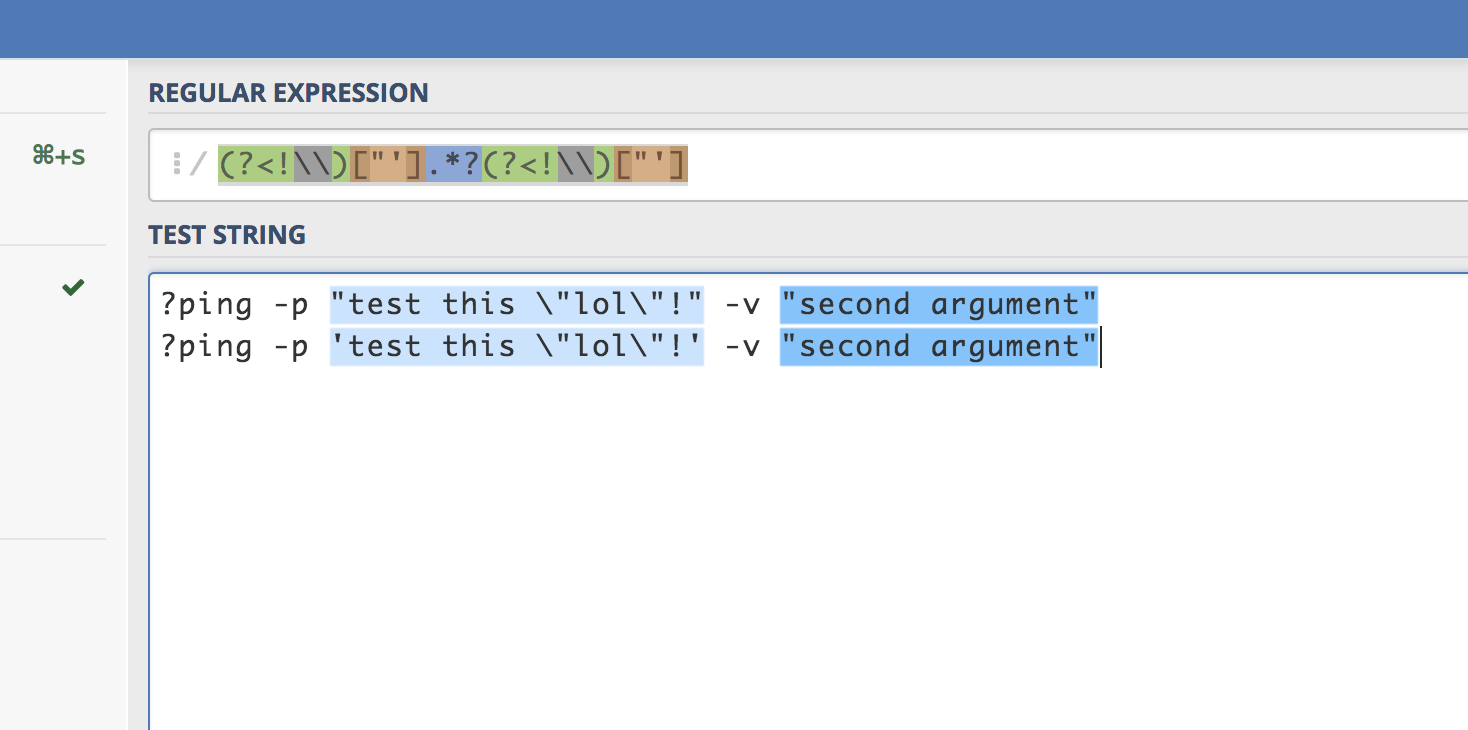 REGULAR EXPRESSION
⌘+S
/ (?<!\\)["'].*?(?<!\\)["']
TEST STRING
?ping -p "test this \"lol\"!" -v "second argument"
?ping -p 'test this \"lol\"!' -v "second argument"